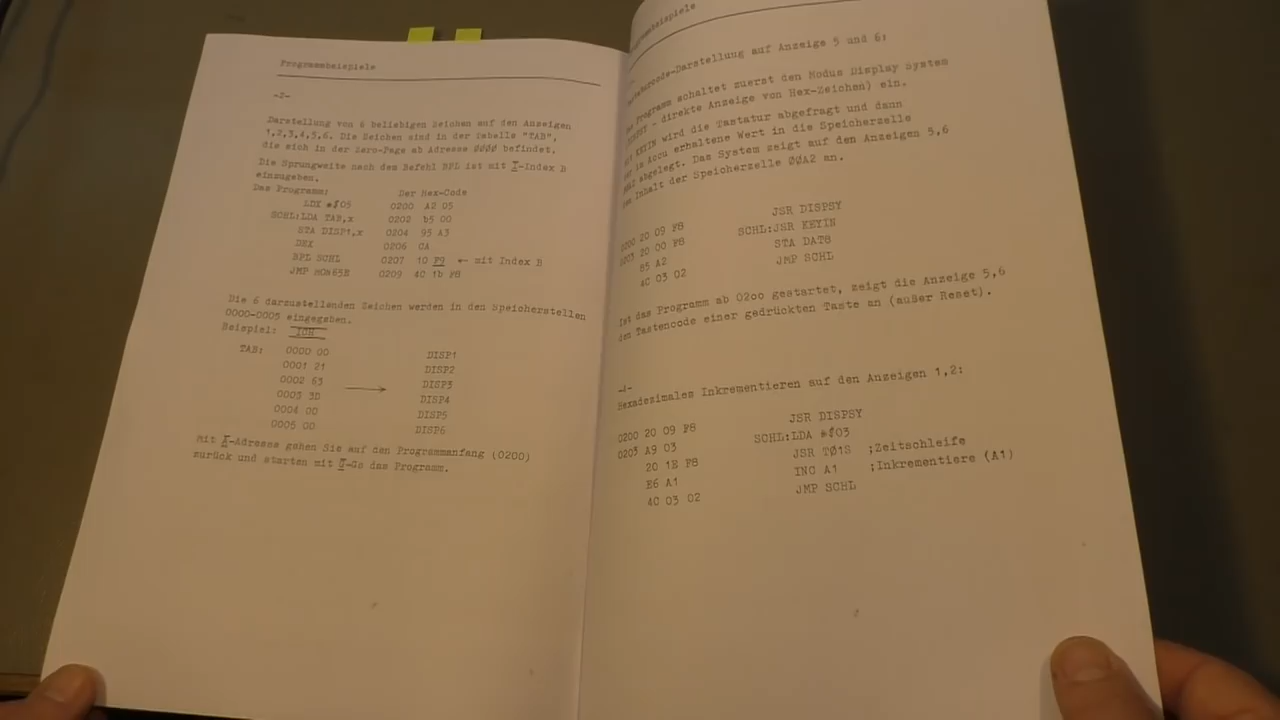 Programmbeispiele
-2-
Darstellung von 6 beliebigen Zeichen auf den Anzeigen
1,2,3,4,5,6. Die Zeichen sind in der Tabelle "TAB",
die sich in der Zero-Page ab Adresse ØØØØ befindet.
Die Sprungweite nach dem Befehl BPL ist mit I-Index B
einzugeben.
Das Programm: Der Hex-Code
LDX #$05 0200 A2 05
SCHL:LDA TAB,x 0202 b5 00
STA DISP1,x 0204 95 A3
DEX 0206 CA
BPL SCHL 0207 10 F9 ← mit Index B
JMP mon65E 0209 4C 1b F8
Die 6 darzustellenden Zeichen werden in den Speicherstellen
0000-0005 eingegeben.
Beispiel: "ICH"
TAB: 0000 00 DISP1
0001 21 DISP2
0002 63 → DISP3
0003 3D DISP4
0004 00 DISP5
0005 00 DISP6
Mit A-Adresse gehen Sie auf den Programmanfang (0200)
zurück und starten mit G-Go das Programm.
Programmbeispiele
-Darstellung auf Anzeige 5 und 6:
Programm schaltet zuerst den Modus Display System
- direkte Anzeige von Hex-Zeichen) ein.
KEYIN wird die Tastatur abgefragt und dann
im Accu erhaltene Wert in die Speicherzelle
abgelegt. Das System zeigt auf den Anzeigen 5,6
Inhalt der Speicherzelle ØØA2 an.
0200 20 09 F8 JSR DISPSY
0203 20 00 F8 SCHL:JSR KEYIN
85 A2 STA DAT8
4C 03 02 JMP SCHL
Ist das Programm ab 02oo gestartet, zeigt die Anzeige 5,6
den Tastencode einer gedrückten Taste an (außer Reset).
-4-
Hexadezimales Inkrementieren auf den Anzeigen 1,2:
0200 20 09 F8 JSR DISPSY
0203 A9 03 SCHL:LDA #$03
20 1E F8 JSR TØ1S ;Zeitschleife
E6 A1 INC A1 ;Inkrementiere (A1)
4C 03 02 JMP SCHL